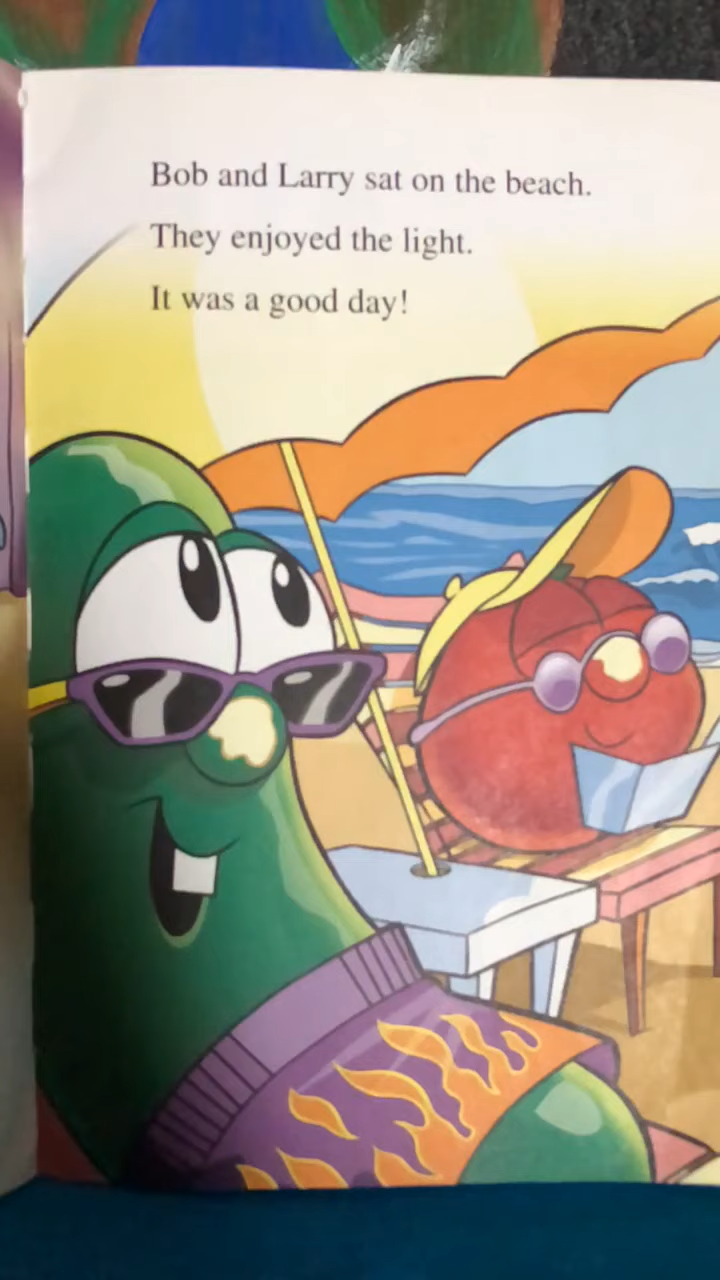 Bob and Larry sat on the beach.
They enjoyed the light.
It was a good day!